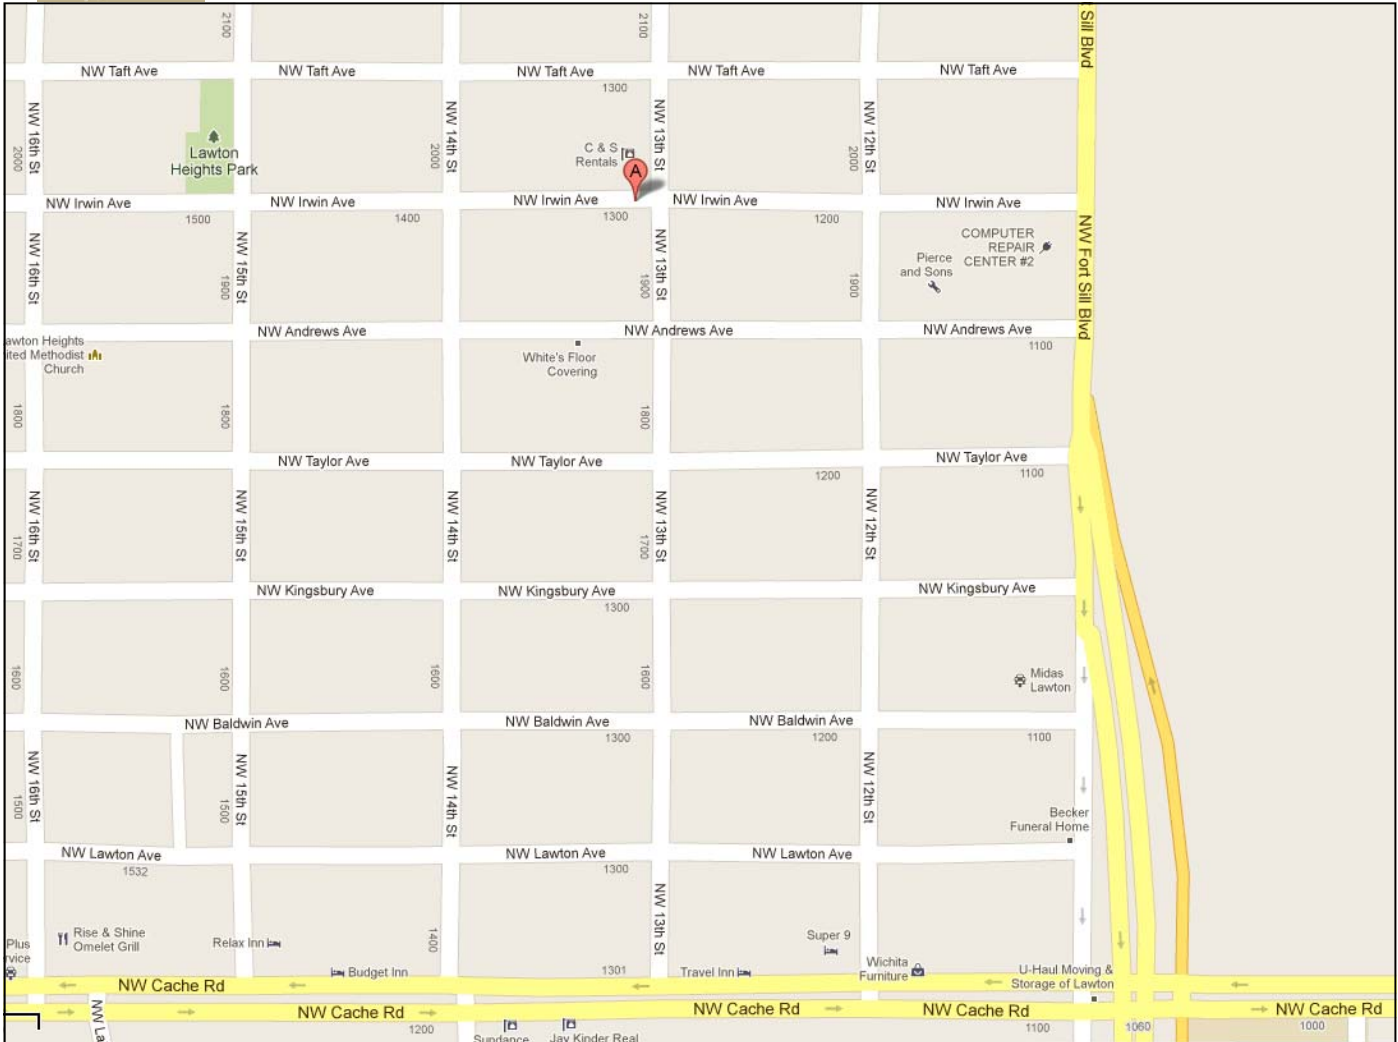 2100
2100
R Sill Blvd
NW Taft Ave
NW Taft Ave
NW Taft Ave
NW Taft Ave
NW Taft Ave
1300
NW 16th St
NW 14th St
NW 13th St
NW 12th St
2000
2000
2000
Lawton
Heights Park
C & S
Rentals
A
NW Irwin Ave
NW Irwin Ave
NW Irwin Ave
NW Irwin Ave
NW Irwin Ave
1500
1400
1300
1200
NW 16th St
NW 15th St
NW 13th St
NW Fort Sill Blvd
COMPUTER
REPAIR
CENTER #2
Pierce
and Sons
1900
1900
1900
NW Andrews Ave
NW Andrews Ave
NW Andrews Ave
1100
awton Heights
ited Methodist
Church
White's Floor
Covering
1800
1800
1800
NW Taylor Ave
NW Taylor Ave
NW Taylor Ave
1200
1100
NW 16th St
NW 15th St
NW 14th St
NW 13th St
NW 12th St
1700
1700
NW Kingsbury Ave
NW Kingsbury Ave
NW Kingsbury Ave
1300
1600
1600
1600
1600
Midas
Lawton
NW Baldwin Ave
NW Baldwin Ave
NW Baldwin Ave
1300
1200
1100
NW 16th St
NW 15th St
NW 14th St
NW 12th St
1500
1500
Becker
Funeral Home
NW Lawton Ave
NW Lawton Ave
NW Lawton Ave
1532
1300
NW 13th St
Rise & Shine
Omelet Grill
Plus
rvice
Relax Inn
1400
Budget Inn
1301
Travel Inn
Super 9
Wichita
Furniture
U-Haul Moving &
Storage of Lawton
NW Cache Rd
NW La
NW Cache Rd
NW Cache Rd
NW Cache Rd
NW Cache Rd
1200
1100
1060
1000
Sundance
Jay Kinder Real